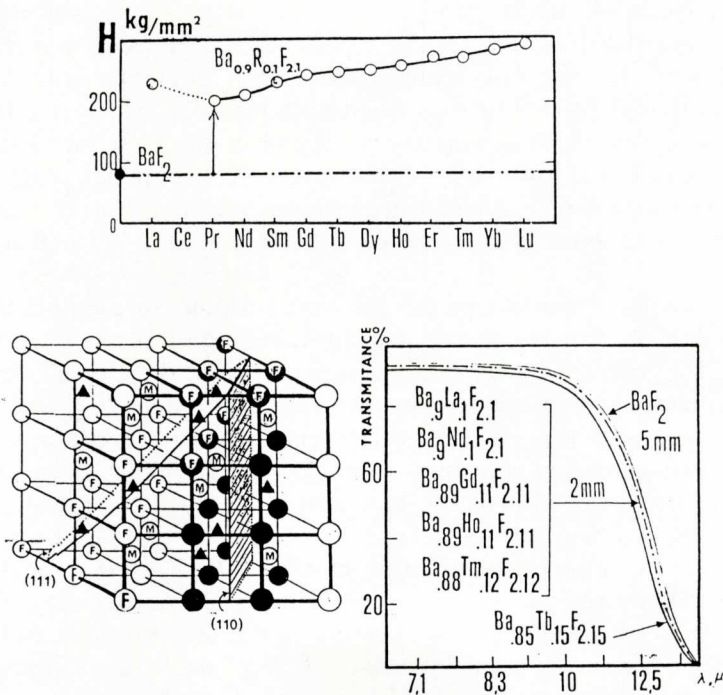 H kg/mm²
Ba₀.₉R₀.₁F₂.₁
200
BaF₂
100
0
La Ce Pr Nd Sm Gd Tb Dy Ho Er Tm Yb Lu
F M
(111)
(110)
TRANSMITANCE %
60
20
Ba.9La.1F2.1
Ba.9Nd.1F2.1
Ba.89Gd.11F2.11
Ba.89Ho.11F2.11
Ba.88Tm.12F2.12
2mm
BaF₂
5mm
Ba.85Tb.15F2.15
7,1 8,3 10 12,5 λ,μ